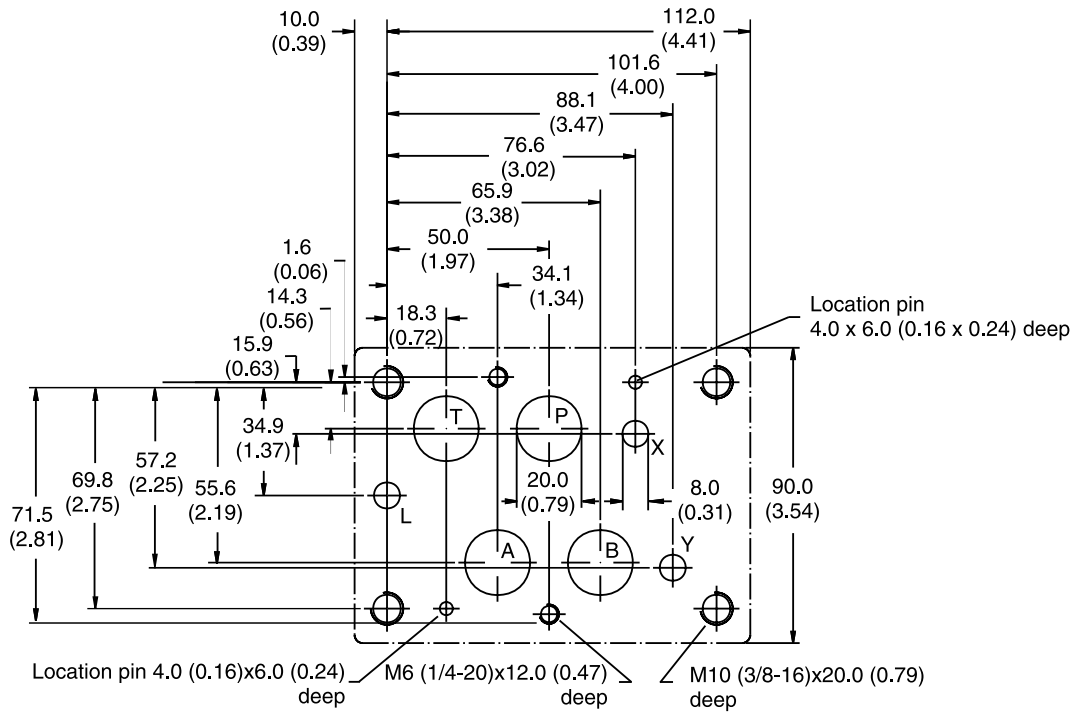 10.0
(0.39)
112.0
(4.41)
101.6
(4.00)
88.1
(3.47)
76.6
(3.02)
65.9
(3.38)
50.0
(1.97)
1.6
(0.06)
34.1
(1.34)
14.3
(0.56)
18.3
(0.72)
Location pin
4.0 x 6.0 (0.16 x 0.24) deep
15.9
(0.63)
T
P
X
34.9
(1.37)
57.2
(2.25)
69.8
(2.75)
55.6
(2.19)
20.0
(0.79)
8.0
(0.31)
90.0
(3.54)
71.5
(2.81)
L
A
B
Y
Location pin 4.0 (0.16)x6.0 (0.24)
deep
M6 (1/4-20)x12.0 (0.47)
deep
M10 (3/8-16)x20.0 (0.79)
deep